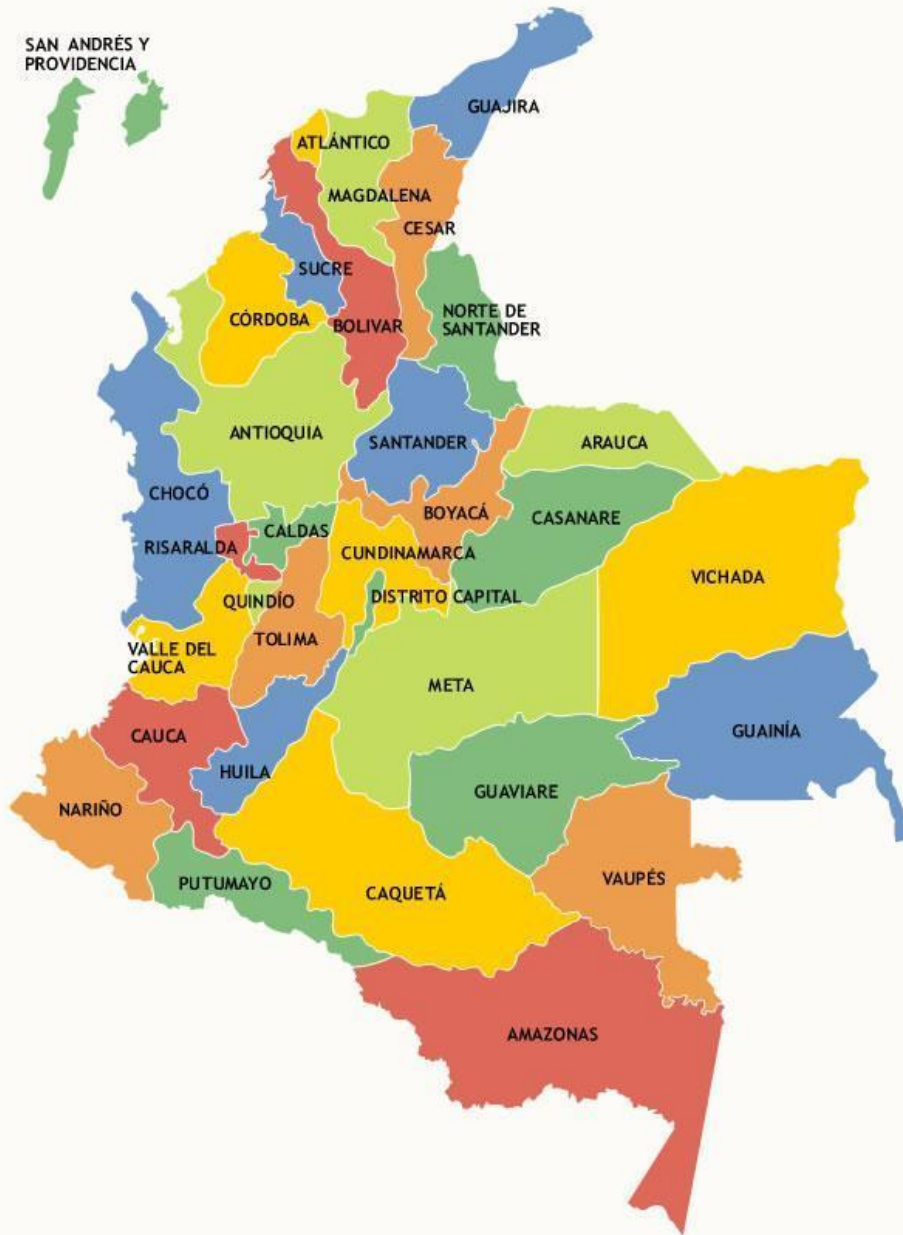 SAN ANDRÉS Y
PROVIDENCIA
GUAJIRA
ATLÁNTICO
MAGDALENA
CESAR
SUCRE
NORTE DE
SANTANDER
CÓRDOBA
BOLIVAR
ANTIOQUIA
SANTANDER
ARAUCA
CHOCÓ
BOYACÁ
CASANARE
RISARALDA
CALDAS
CUNDINAMARCA
VICHADA
QUINDÍO
DISTRITO CAPITAL
TOLIMA
VALLE DEL
CAUCA
META
CAUCA
GUAINÍA
HUILA
GUAVIARE
NARIÑO
PUTUMAYO
CAQUETÁ
VAUPÉS
AMAZONAS